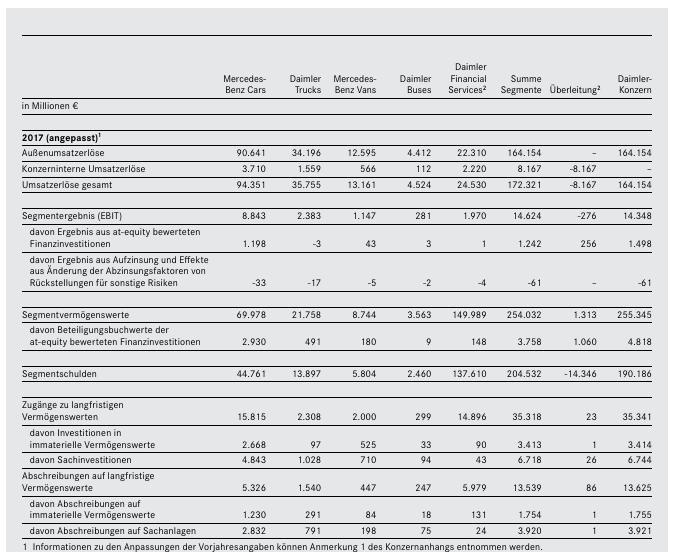 Mercedes-Benz Cars Daimler Trucks Mercedes-Benz Vans Daimler Buses Daimler Financial Services² Summe Segmente Überleitung² Daimler-Konzern
in Millionen €
2017 (angepasst)¹
Außenumsatzerlöse 90.641 34.196 12.595 4.412 22.310 164.154 – 164.154
Konzerninterne Umsatzerlöse 3.710 1.559 566 112 2.220 8.167 -8.167 –
Umsatzerlöse gesamt 94.351 35.755 13.161 4.524 24.530 172.321 -8.167 164.154
Segmentergebnis (EBIT) 8.843 2.383 1.147 281 1.970 14.624 -276 14.348
davon Ergebnis aus at-equity bewerteten
Finanzinvestitionen 1.198 -3 43 3 1 1.242 256 1.498
davon Ergebnis aus Aufzinsung und Effekte
aus Änderung der Abzinsungsfaktoren von
Rückstellungen für sonstige Risiken -33 -17 -5 -2 -4 -61 – -61
Segmentvermögenswerte 69.978 21.758 8.744 3.563 149.989 254.032 1.313 255.345
davon Beteiligungsbuchwerte der
at-equity bewerteten Finanzinvestitionen 2.930 491 180 9 148 3.758 1.060 4.818
Segmentschulden 44.761 13.897 5.804 2.460 137.610 204.532 -14.346 190.186
Zugänge zu langfristigen
Vermögenswerten 15.815 2.308 2.000 299 14.896 35.318 23 35.341
davon Investitionen in
immaterielle Vermögenswerte 2.668 97 525 33 90 3.413 1 3.414
davon Sachinvestitionen 4.843 1.028 710 94 43 6.718 26 6.744
Abschreibungen auf langfristige
Vermögenswerte 5.326 1.540 447 247 5.979 13.539 86 13.625
davon Abschreibungen auf
immaterielle Vermögenswerte 1.230 291 84 18 131 1.754 1 1.755
davon Abschreibungen auf Sachanlagen 2.832 791 198 75 24 3.920 1 3.921
1 Informationen zu den Anpassungen der Vorjahresangaben können Anmerkung 1 des Konzernanhangs entnommen werden.